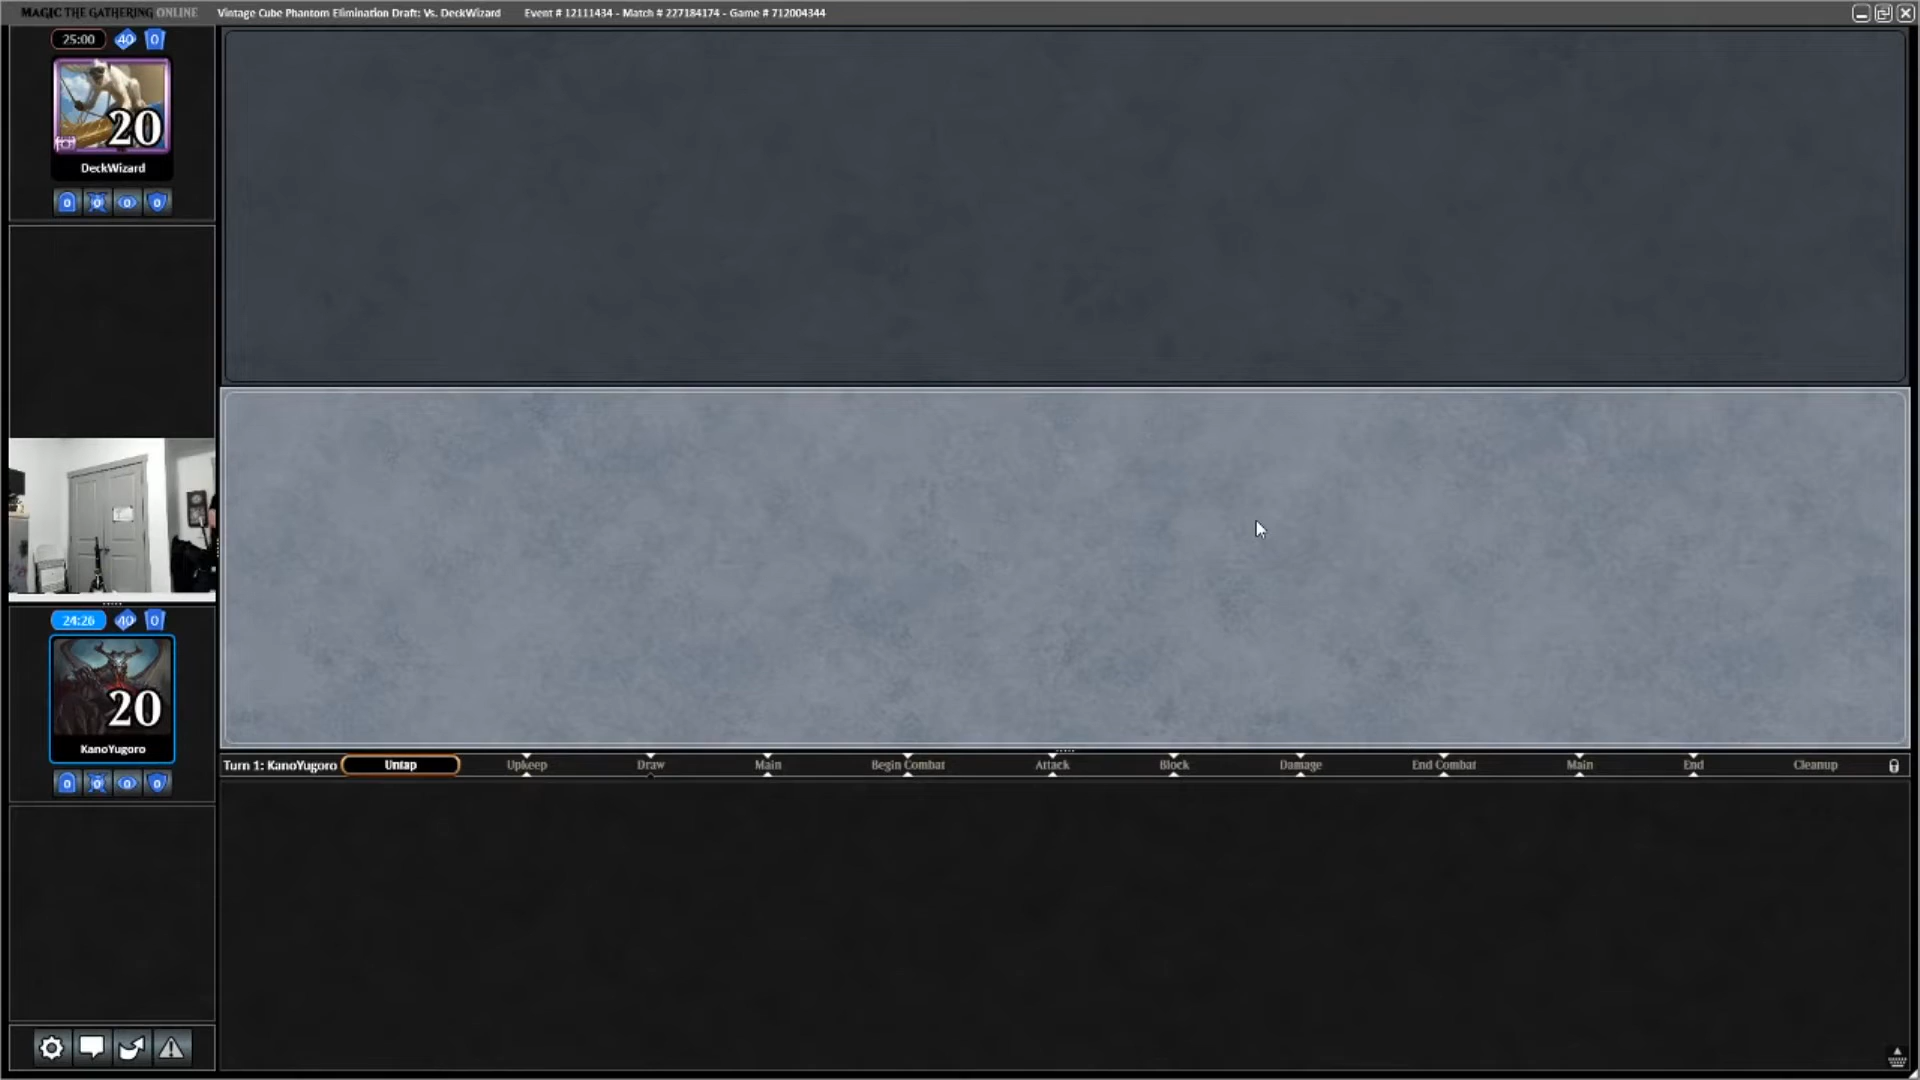 MAGIC THE GATHERING ONLINE Vintage Cube Phantom Elimination Draft: Vs. DeckWizard Event # 12111434 - Match # 227184174 - Game # 712004344
25:00 40 0
20
DeckWizard
0 0 0 0
24:26 40 0
20
KanoYugoro
0 0 0 0
Turn 1: KanoYugoro Untap Upkeep Draw Main Begin Combat Attack Block Damage End Combat Main End Cleanup